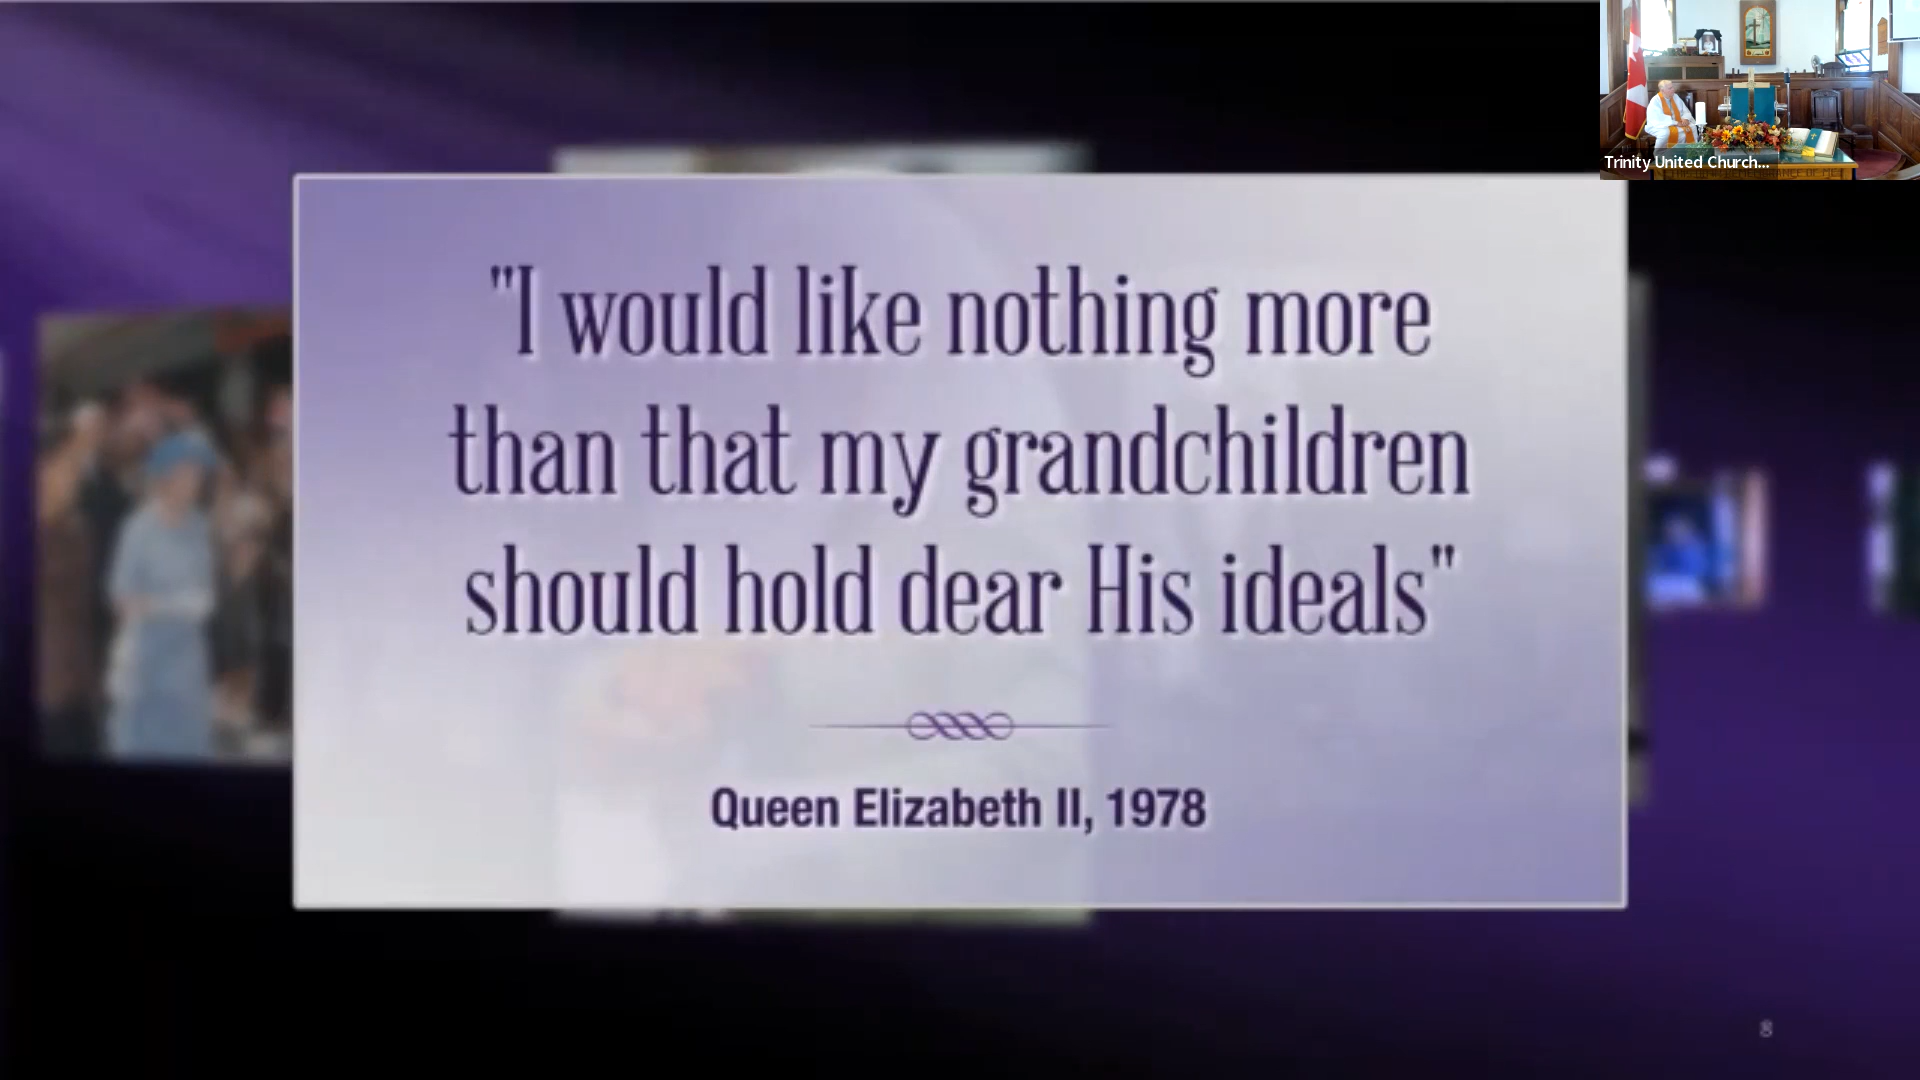 "I would like nothing more
than that my grandchildren
should hold dear His ideals"
Queen Elizabeth II, 1978
Trinity United Church...
8